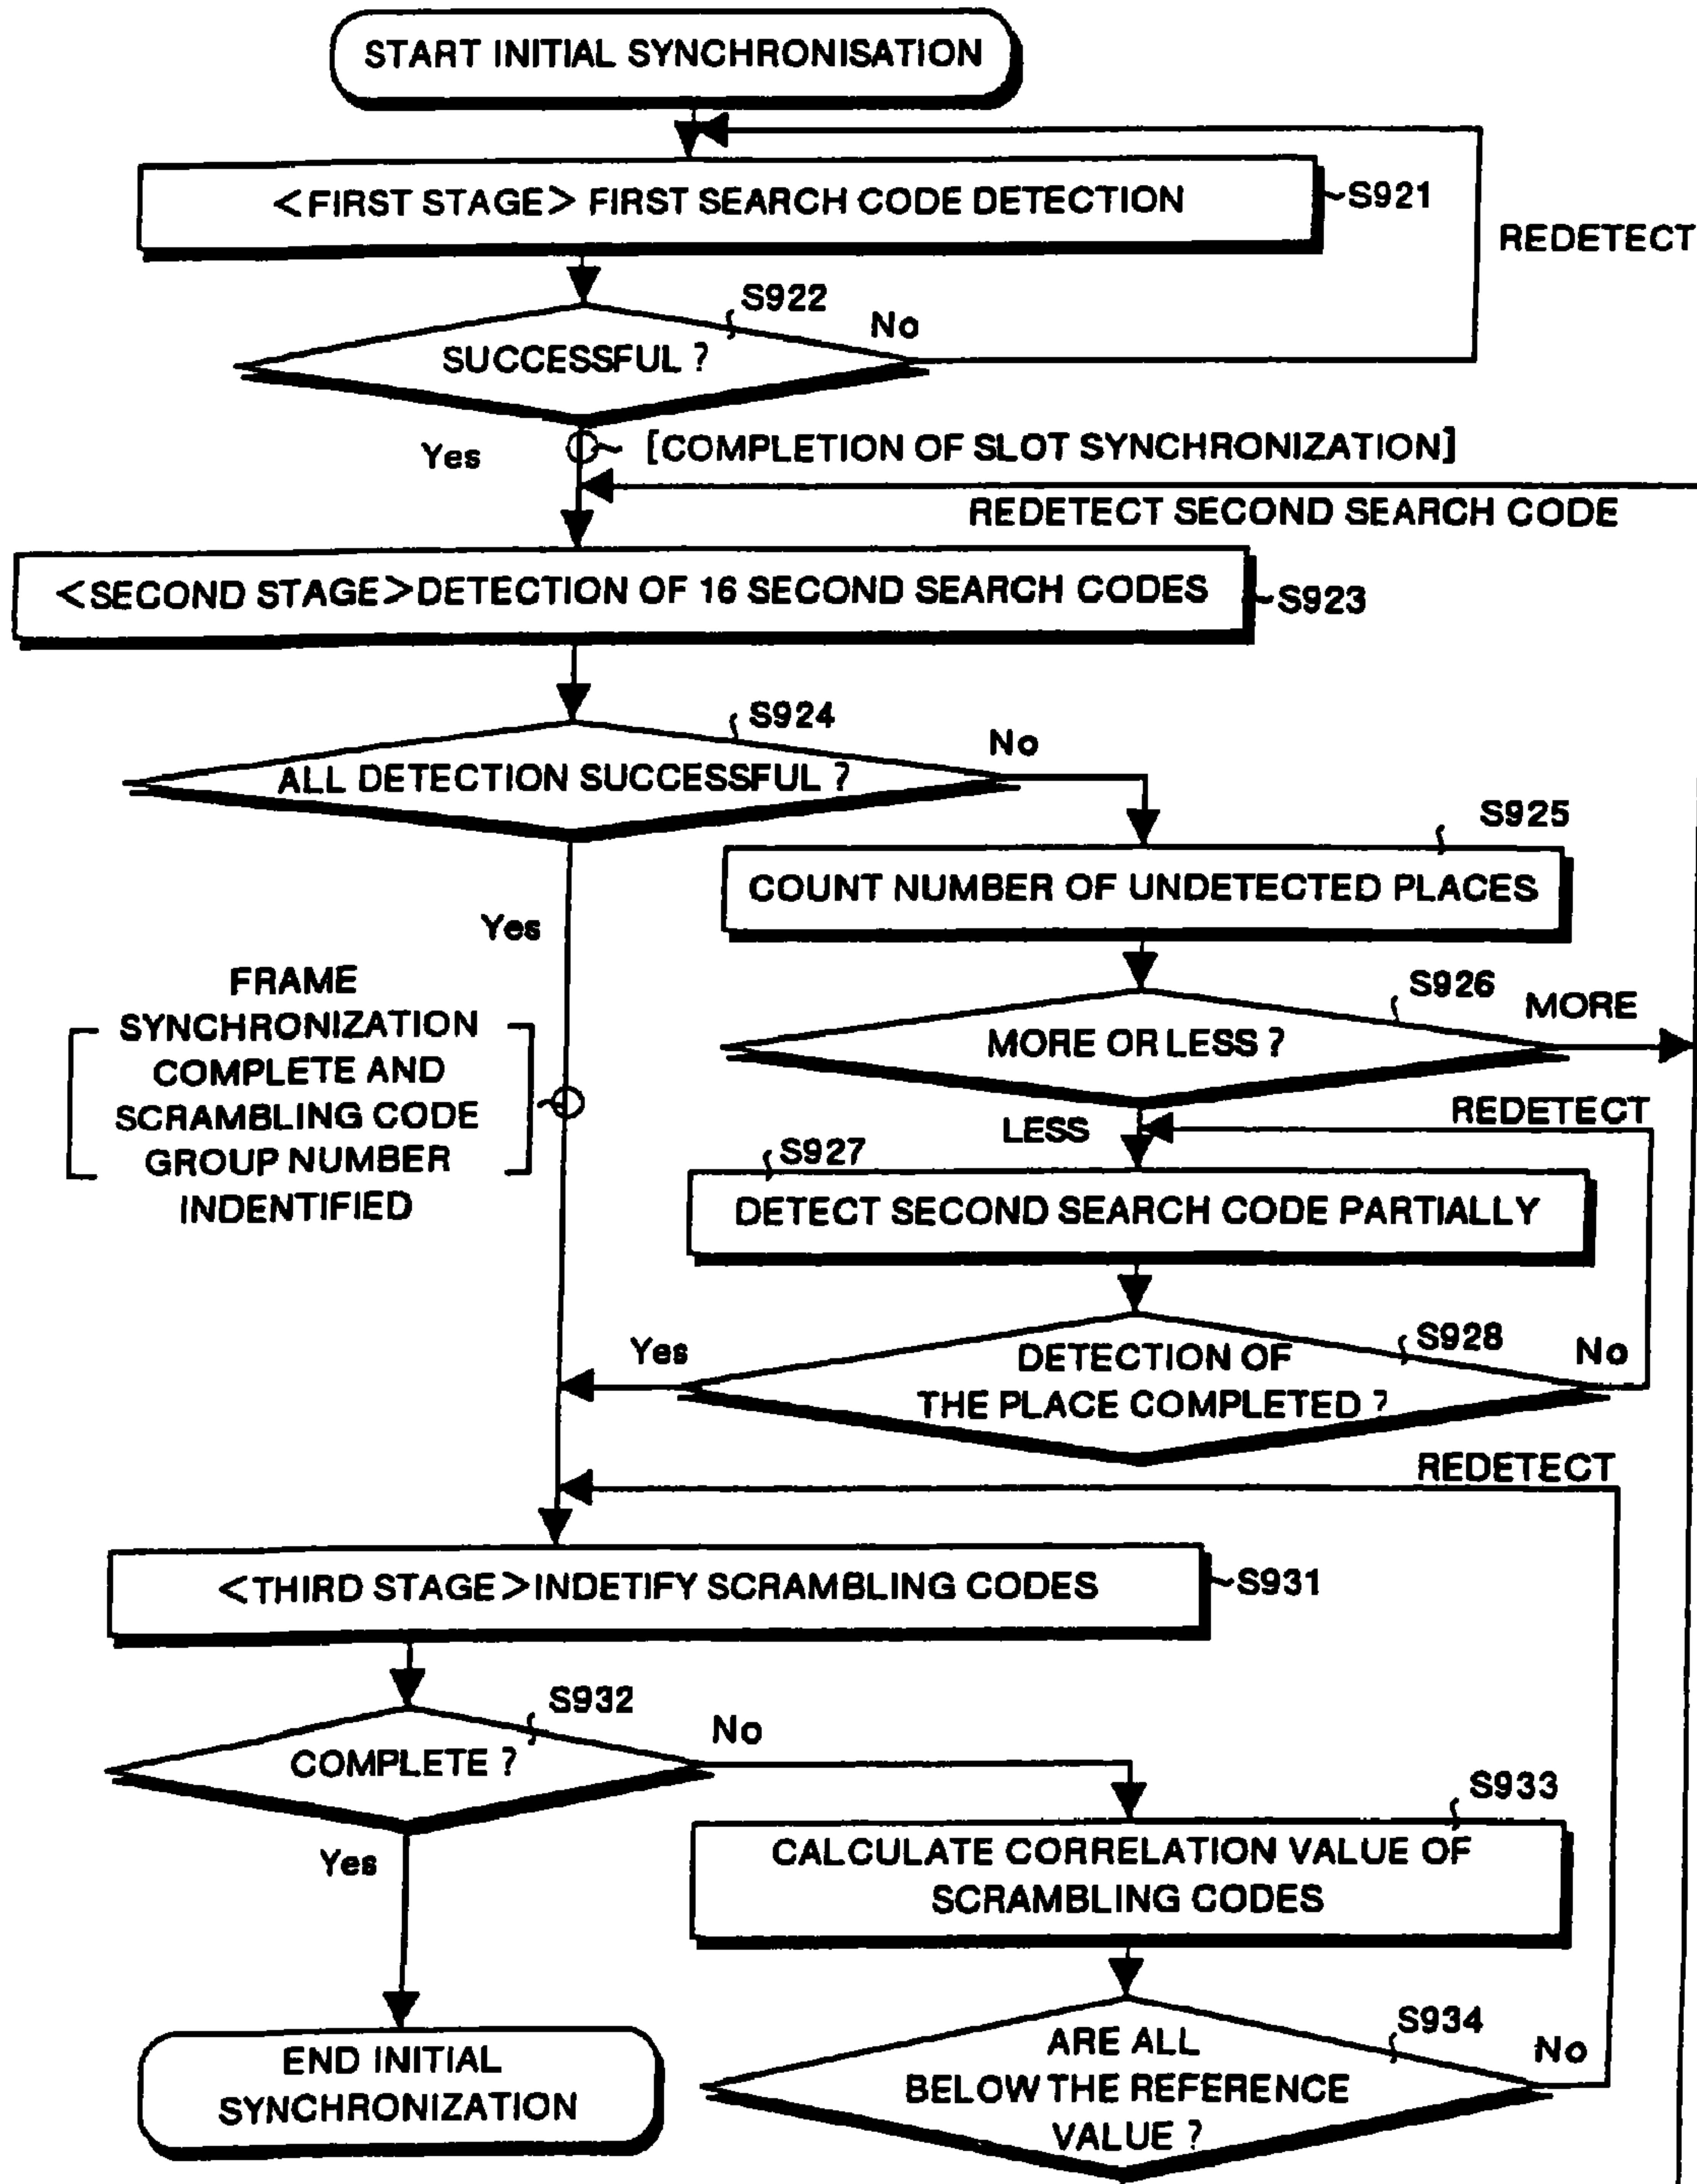 START INITIAL SYNCHRONISATION
<FIRST STAGE> FIRST SEARCH CODE DETECTION
S921
REDETECT
S922
No
SUCCESSFUL ?
Yes
[COMPLETION OF SLOT SYNCHRONIZATION]
REDETECT SECOND SEARCH CODE
<SECOND STAGE>DETECTION OF 16 SECOND SEARCH CODES
S923
S924
No
ALL DETECTION SUCCESSFUL ?
S925
COUNT NUMBER OF UNDETECTED PLACES
Yes
FRAME
SYNCHRONIZATION
COMPLETE AND
SCRAMBLING CODE
GROUP NUMBER
INDENTIFIED
S926
MORE
MORE OR LESS ?
LESS
REDETECT
S927
DETECT SECOND SEARCH CODE PARTIALLY
S928
Yes
No
DETECTION OF
THE PLACE COMPLETED ?
REDETECT
<THIRD STAGE>INDETIFY SCRAMBLING CODES
S931
S932
No
COMPLETE ?
Yes
S933
CALCULATE CORRELATION VALUE OF
SCRAMBLING CODES
S934
No
ARE ALL
BELOW THE REFERENCE
VALUE ?
END INITIAL
SYNCHRONIZATION